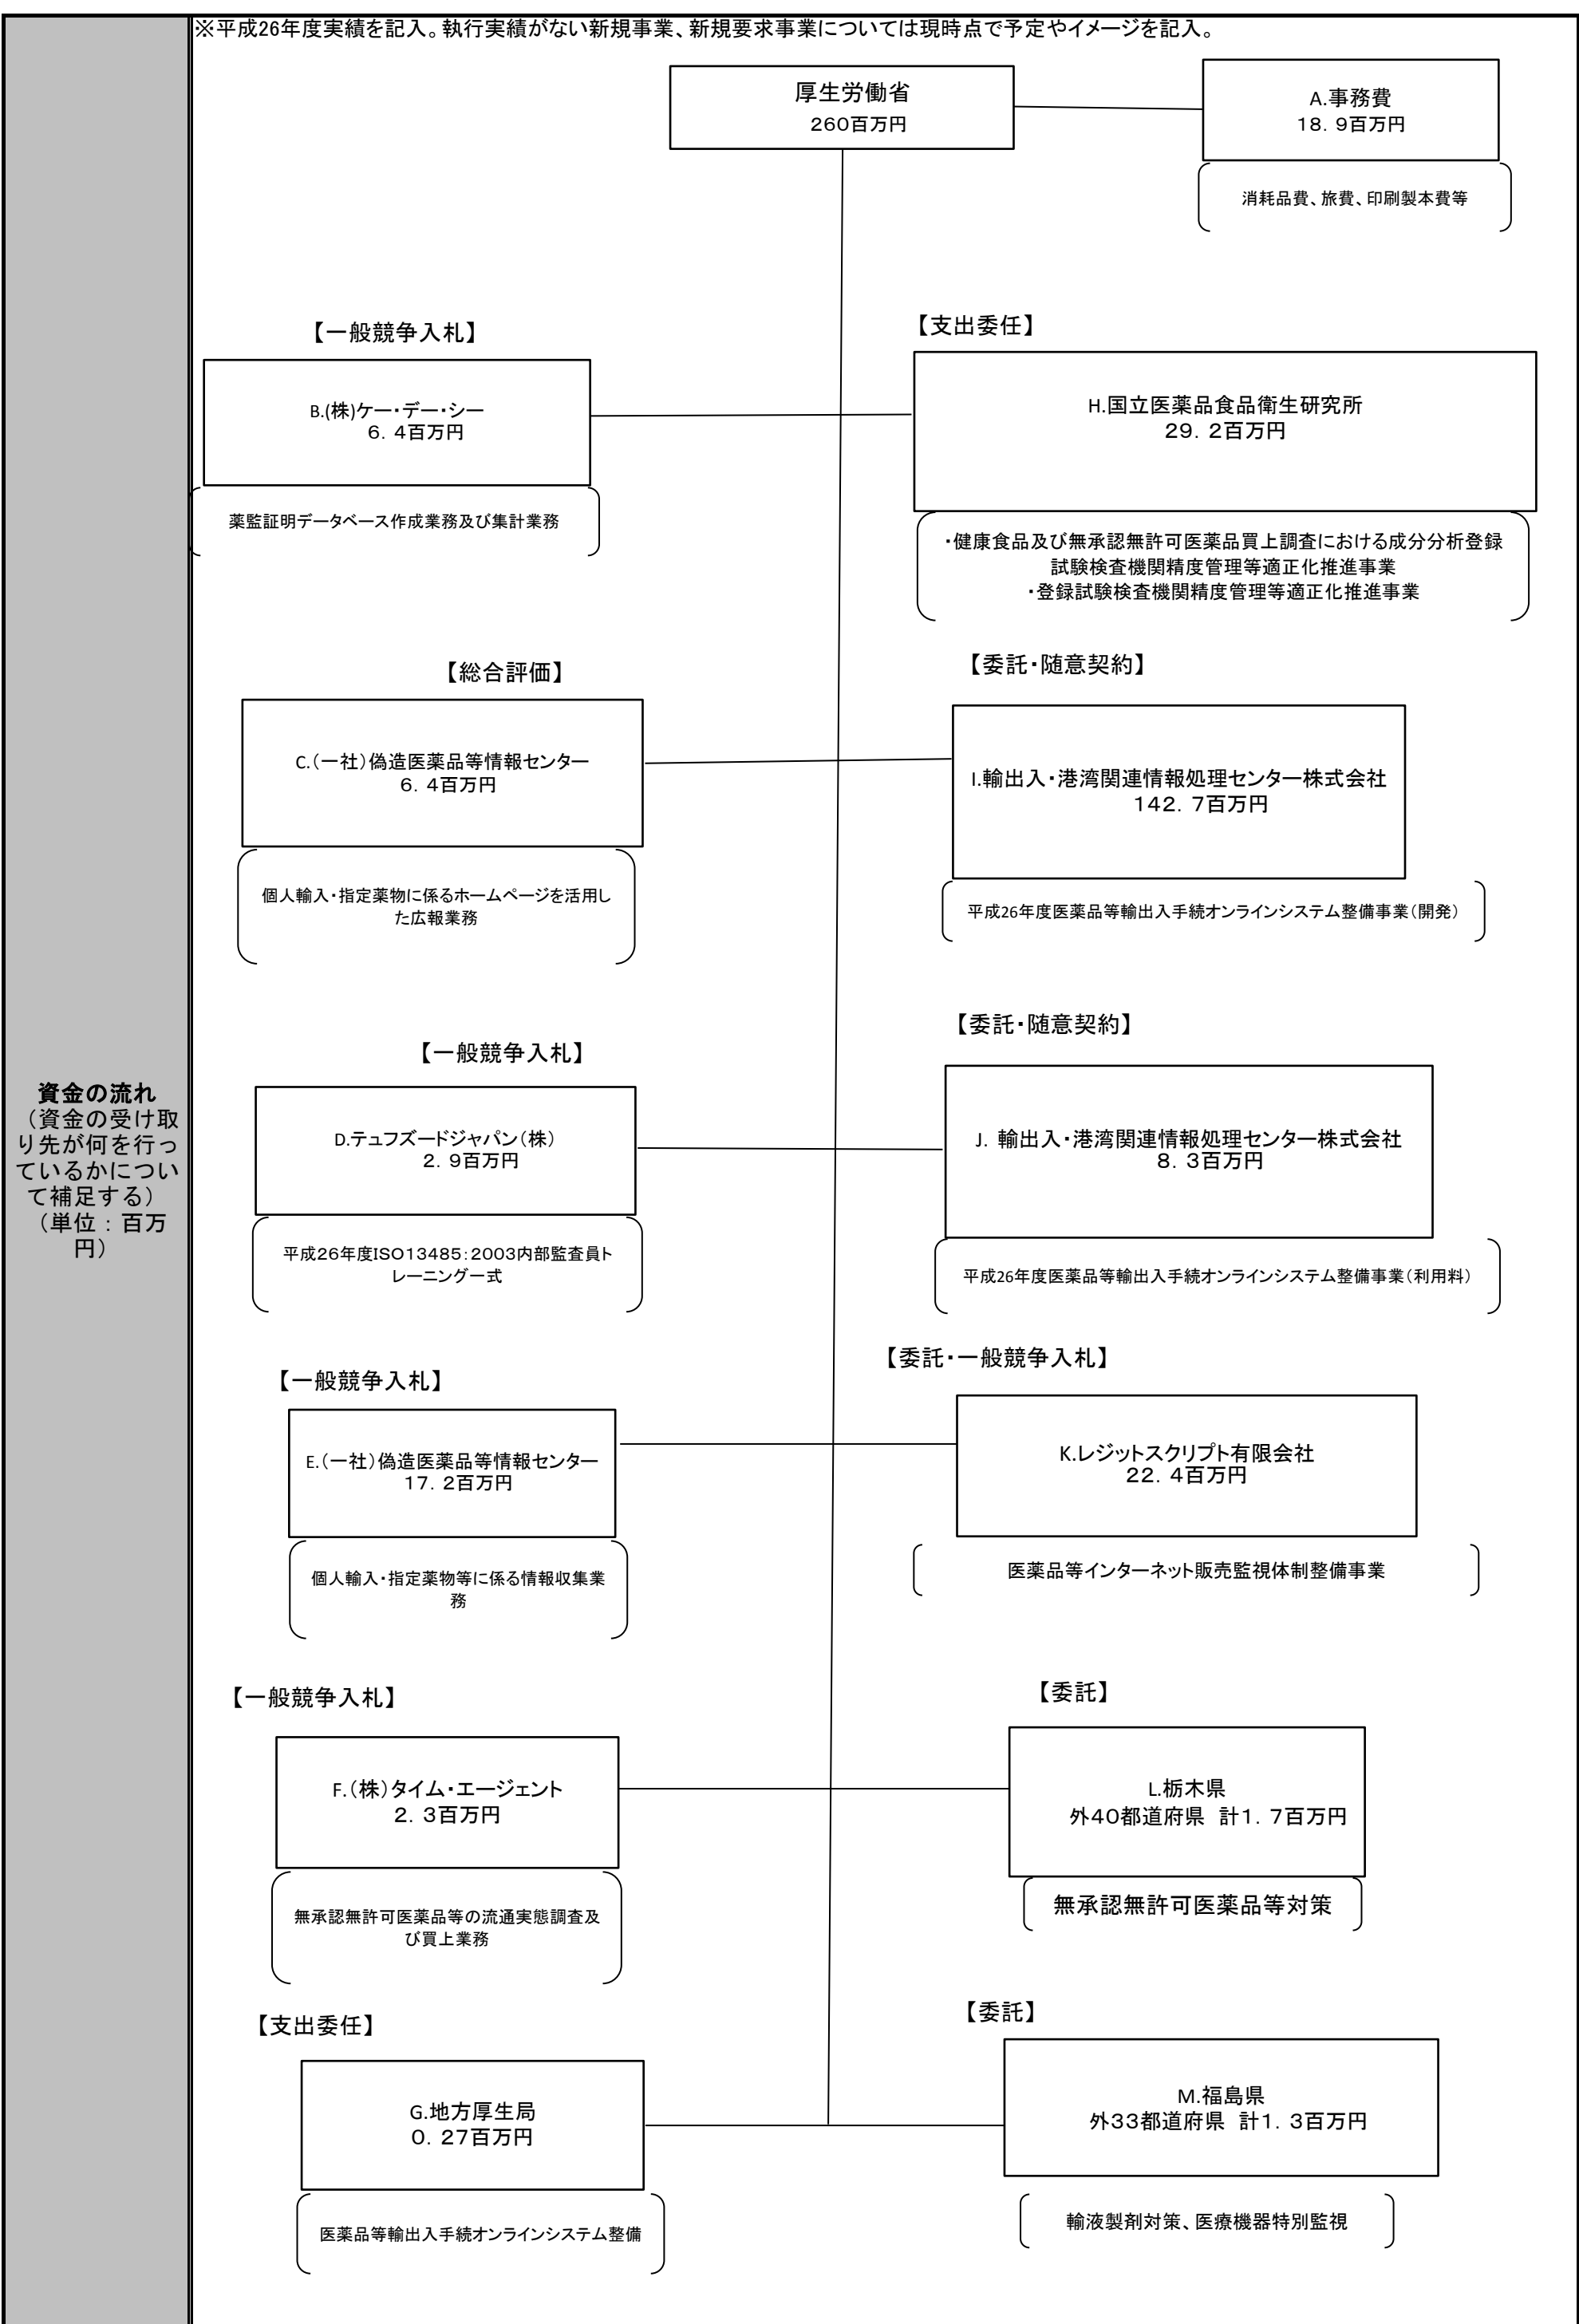 ※平成26年度実績を記入。執行実績がない新規事業、新規要求事業については現時点で予定やイメージを記入。
厚生労働省
260百万円
A.事務費
18．9百万円
消耗品費、旅費、印刷製本費等
【一般競争入札】
B.(株)ケー・デー・シー
6．4百万円
薬監証明データベース作成業務及び集計業務
【支出委任】
H.国立医薬品食品衛生研究所
29．2百万円
・健康食品及び無承認無許可医薬品買上調査における成分分析登録
試験検査機関精度管理等適正化推進事業
・登録試験検査機関精度管理等適正化推進事業
【総合評価】
C.（一社）偽造医薬品等情報センター
6．4百万円
個人輸入・指定薬物に係るホームページを活用し
た広報業務
【委託・随意契約】
I.輸出入・港湾関連情報処理センター株式会社
142．7百万円
平成26年度医薬品等輸出入手続オンラインシステム整備事業（開発）
資金の流れ
（資金の受け取
り先が何を行っ
ているかについ
て補足する）
（単位：百万
円）
【一般競争入札】
D.テュフズードジャパン（株）
2．9百万円
平成26年度ISO13485：2003内部監査員ト
レーニング一式
【委託・随意契約】
J. 輸出入・港湾関連情報処理センター株式会社
8．3百万円
平成26年度医薬品等輸出入手続オンラインシステム整備事業（利用料）
【一般競争入札】
E.（一社）偽造医薬品等情報センター
17．2百万円
個人輸入・指定薬物等に係る情報収集業
務
【委託・一般競争入札】
K.レジットスクリプト有限会社
22．4百万円
医薬品等インターネット販売監視体制整備事業
【一般競争入札】
F.（株）タイム・エージェント
2．3百万円
無承認無許可医薬品等の流通実態調査及
び買上業務
【委託】
L.栃木県
外40都道府県 計1．7百万円
無承認無許可医薬品等対策
【支出委任】
G.地方厚生局
0．27百万円
医薬品等輸出入手続オンラインシステム整備
【委託】
M.福島県
外33都道府県 計1．3百万円
輸液製剤対策、医療機器特別監視